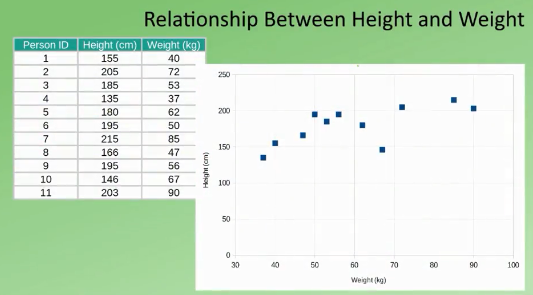 Relationship Between Height and Weight
Person ID Height (cm) Weight (kg)
1 155 40
2 205 72
3 185 53
4 135 37
5 180 62
6 195 50
7 215 85
8 166 47
9 195 56
10 146 67
11 203 90
250
200
150
100
50
0
Height (cm)
30 40 50 60 70 80 90 100
Weight (kg)